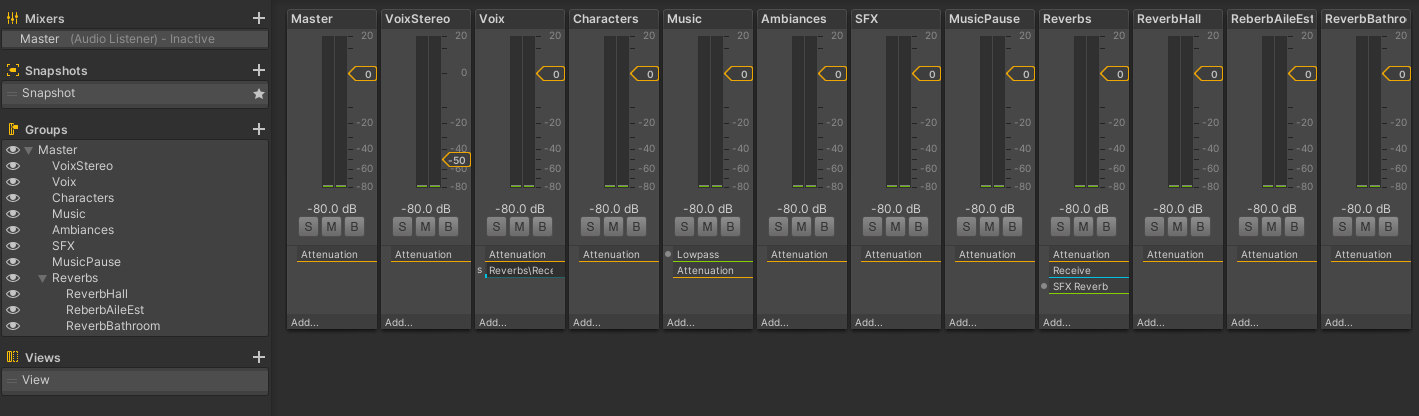 Mixers
Master (Audio Listener) - Inactive
Snapshots
Snapshot
Groups
Master
VoixStereo
Voix
Characters
Music
Ambiances
SFX
MusicPause
Reverbs
ReverbHall
ReberbAileEst
ReverbBathroom
Views
View
Master VoixStereo Voix Characters Music Ambiances SFX MusicPause Reverbs ReverbHall ReberbAileEst ReverbBathro
20 20 20 20 20 20 20 20 20 20 20 20
0 0 0 0 0 0 0 0 0 0 0 0
-20 -20 -20 -20 -20 -20 -20 -20 -20 -20 -20 -20
-40 -40 -40 -40 -40 -40 -40 -40 -40 -40 -40 -40
-50
-60 -60 -60 -60 -60 -60 -60 -60 -60 -60 -60 -60
-80 -80 -80 -80 -80 -80 -80 -80 -80 -80 -80 -80
-80.0 dB -80.0 dB -80.0 dB -80.0 dB -80.0 dB -80.0 dB -80.0 dB -80.0 dB -80.0 dB -80.0 dB -80.0 dB -80.0 dB
S M B S M B S M B S M B S M B S M B S M B S M B S M B S M B S M B S M B
Attenuation Attenuation Attenuation Attenuation Lowpass Attenuation Attenuation Attenuation Attenuation Attenuation Attenuation Attenuation
s Reverbs\Rece Attenuation Receive
SFX Reverb
Add... Add... Add... Add... Add... Add... Add... Add... Add... Add... Add... Add...